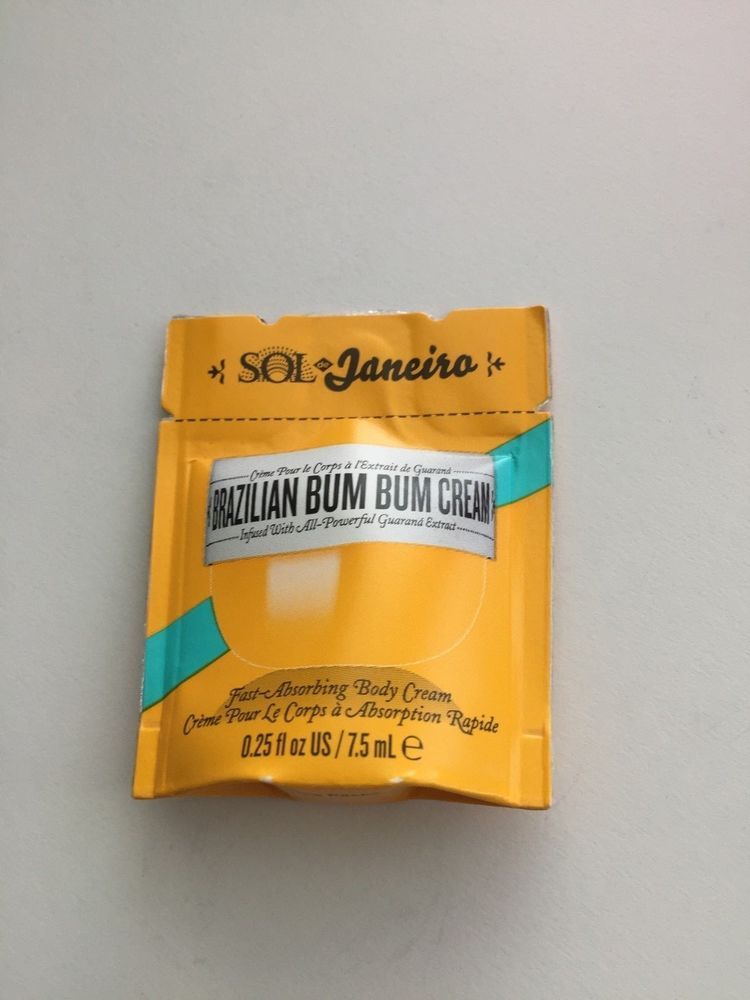 SOL de Janeiro
Crème Pour le Corps à l'Extrait de Guaraná
BRAZILIAN BUM BUM CREAM
Infused With All-Powerful Guaraná Extract
Fast-Absorbing Body Cream
Crème Pour Le Corps à Absorption Rapide
0.25 fl oz US / 7.5 mL ℮